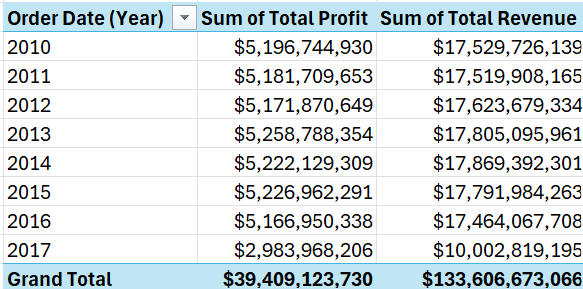 Order Date (Year) Sum of Total Profit Sum of Total Revenue
2010 $5,196,744,930 $17,529,726,139
2011 $5,181,709,653 $17,519,908,165
2012 $5,171,870,649 $17,623,679,334
2013 $5,258,788,354 $17,805,095,961
2014 $5,222,129,309 $17,869,392,301
2015 $5,226,962,291 $17,791,984,263
2016 $5,166,950,338 $17,464,067,708
2017 $2,983,968,206 $10,002,819,195
Grand Total $39,409,123,730 $133,606,673,066